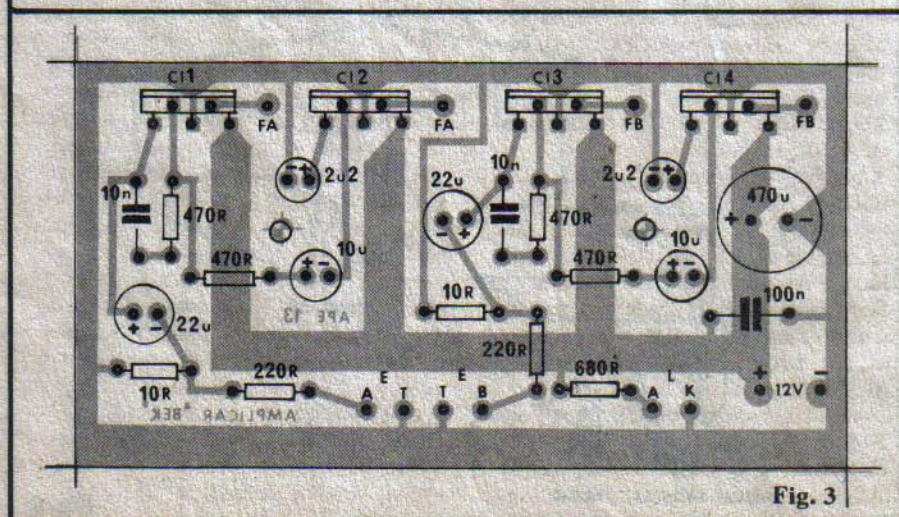 CI1 CI2 CI3 CI4
FA FA FB FB
10n 2u2 22u 10n 2u2 470u
470R 470R + -
470R 10u 470R 10u
+ - + -
22u 10R 100n
+ -
APE 13
220R
10R 220R 680R + 12V -
A E T T E B A L K
AMPLICAR BEK
Fig. 3